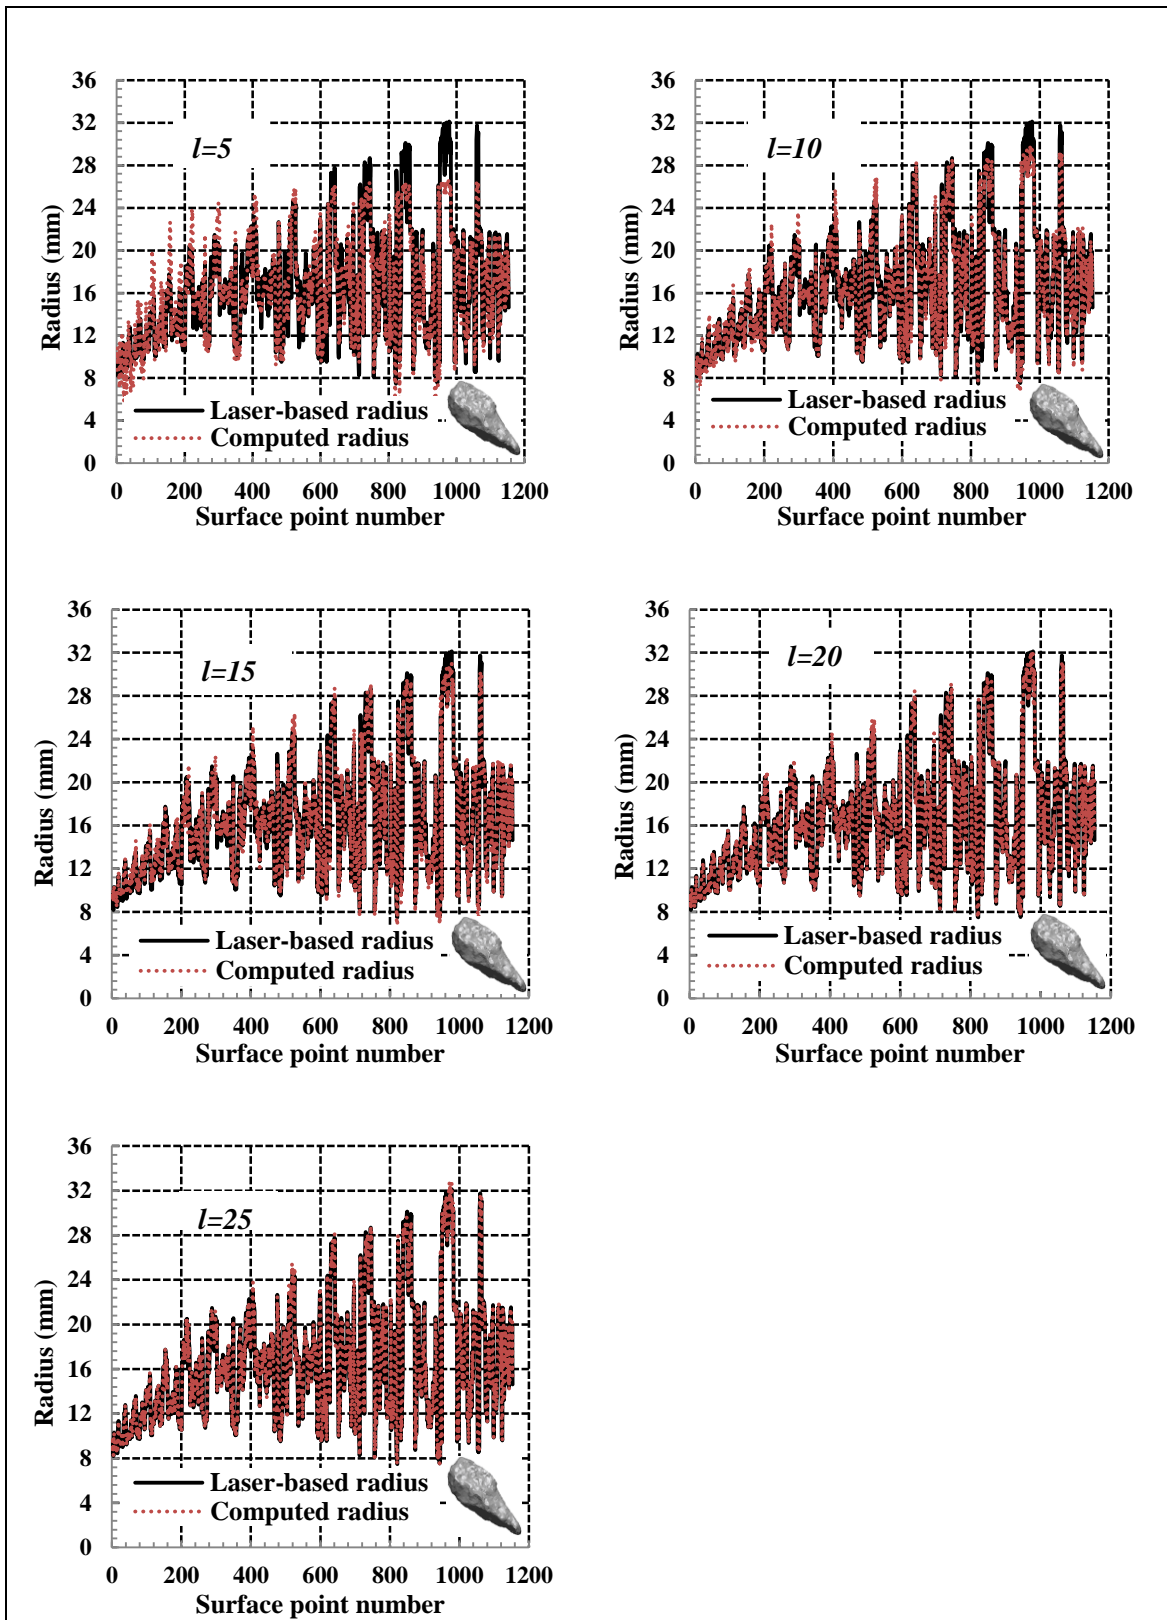 36
32
28
24
20
16
12
8
4
0
Radius (mm)
l=5
Laser-based radius
Computed radius
0 200 400 600 800 1000 1200
Surface point number
36
32
28
24
20
16
12
8
4
0
Radius (mm)
l=10
Laser-based radius
Computed radius
0 200 400 600 800 1000 1200
Surface point number
36
32
28
24
20
16
12
8
4
0
Radius (mm)
l=15
Laser-based radius
Computed radius
0 200 400 600 800 1000 1200
Surface point number
36
32
28
24
20
16
12
8
4
0
Radius (mm)
l=20
Laser-based radius
Computed radius
0 200 400 600 800 1000 1200
Surface point number
36
32
28
24
20
16
12
8
4
0
Radius (mm)
l=25
Laser-based radius
Computed radius
0 200 400 600 800 1000 1200
Surface point number